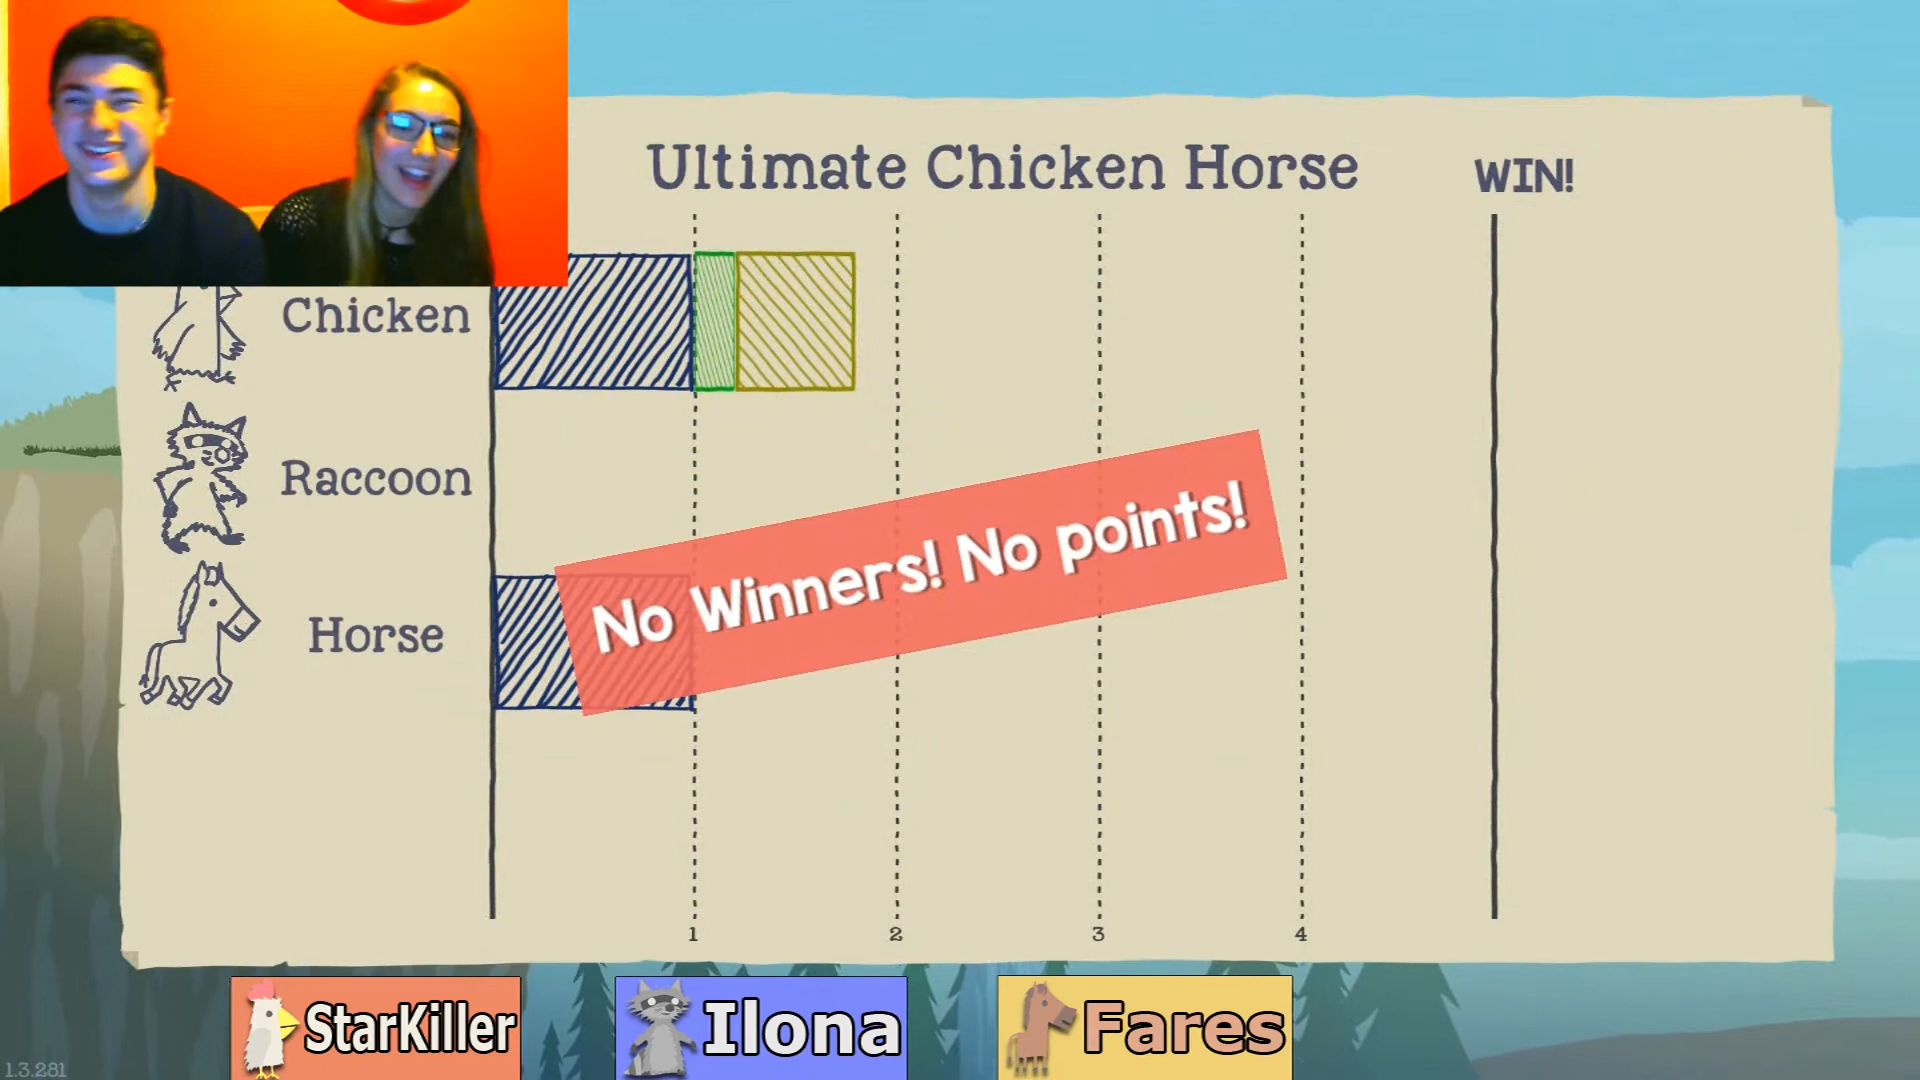 Ultimate Chicken Horse
WIN!
Chicken
Raccoon
Horse
No Winners! No points!
1 2 3 4
StarKiller Ilona Fares
1.3.281